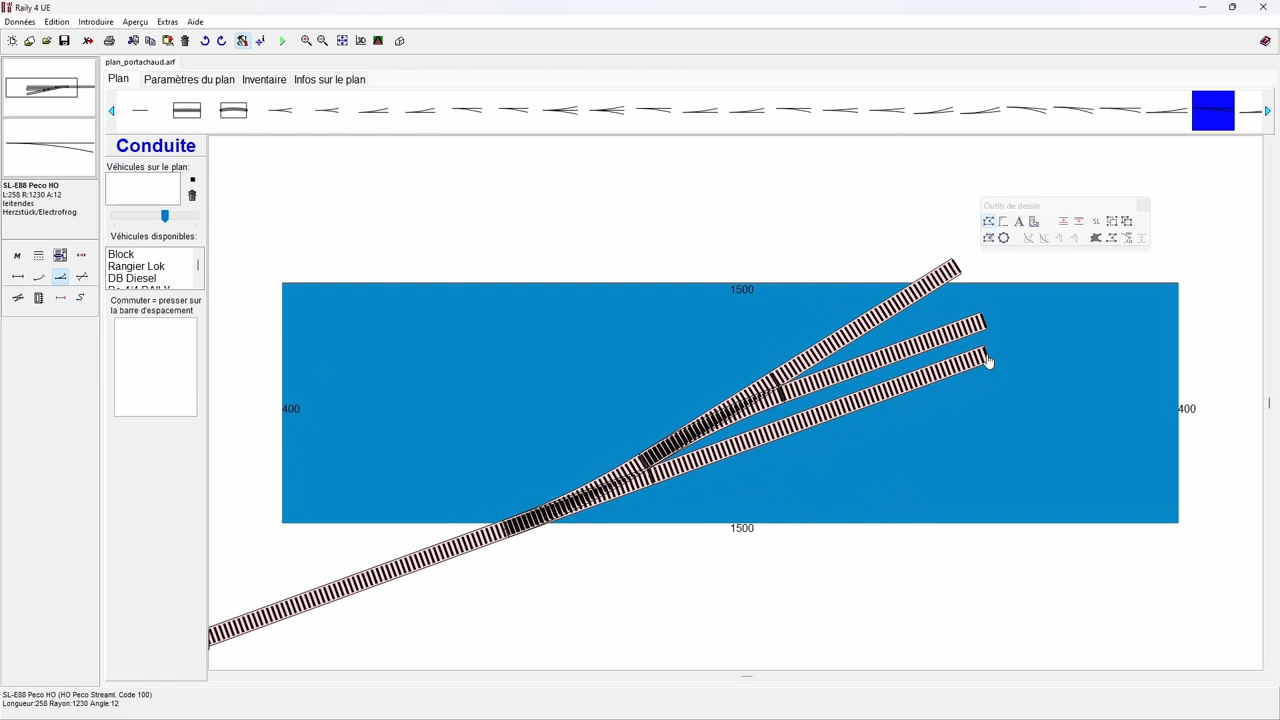 Raily 4 UE
Données Edition Introduire Aperçu Extras Aide
plan_portachaud.arf
Plan Paramètres du plan Inventaire Infos sur le plan
Conduite
Véhicules sur le plan:
Véhicules disponibles:
Block
Rangier Lok
DB Diesel
Commuter = presser sur
la barre d'espacement
SL-E88 Peco HO
L:258 R:1230 A:12
leitendes
Herzstück/Electrofrog
M
Outils de dessin
A SL
1500
400
400
1500
SL-E88 Peco HO (HO Peco Streaml. Code 100)
Longueur:258 Rayon:1230 Angle:12